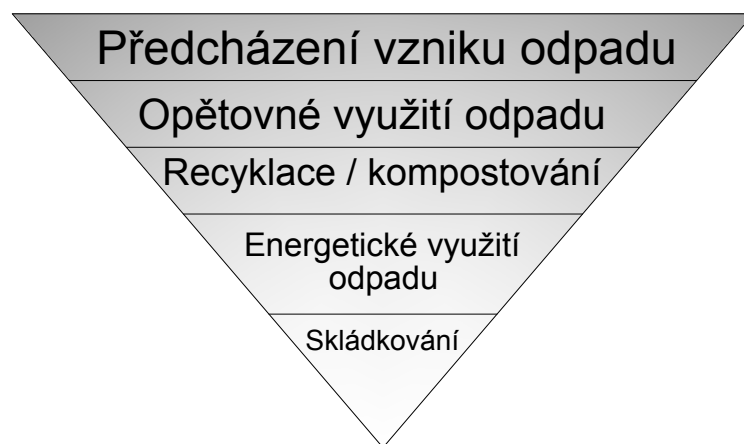 Předcházení vzniku odpadu
Opětovné využití odpadu
Recyklace / kompostování
Energetické využití
odpadu
Skládkování